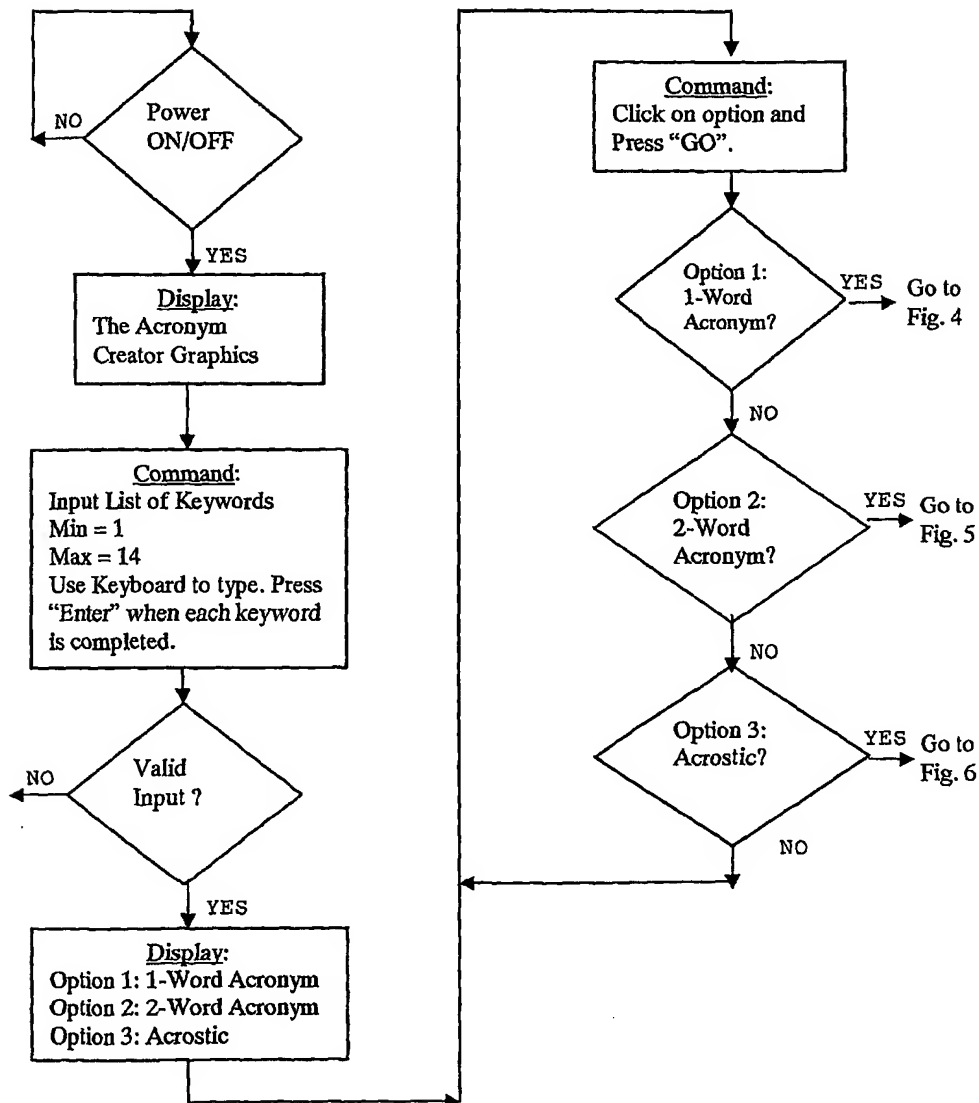 Power
ON/OFF
NO
YES
Display:
The Acronym
Creator Graphics
Command:
Input List of Keywords
Min = 1
Max = 14
Use Keyboard to type. Press
“Enter” when each keyword
is completed.
Valid
Input ?
NO
YES
Display:
Option 1: 1-Word Acronym
Option 2: 2-Word Acronym
Option 3: Acrostic
Command:
Click on option and
Press “GO”.
Option 1:
1-Word
Acronym?
YES
Go to
Fig. 4
NO
Option 2:
2-Word
Acronym?
YES
Go to
Fig. 5
NO
Option 3:
Acrostic?
YES
Go to
Fig. 6
NO